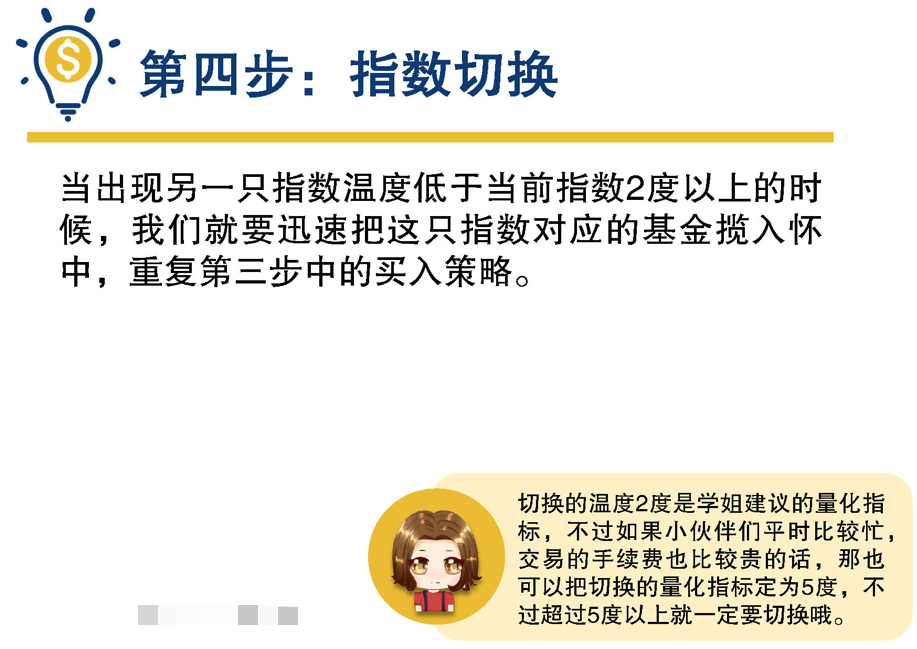 第四步：指数切换
当出现另一只指数温度低于当前指数2度以上的时
候，我们就要迅速把这只指数对应的基金揽入怀
中，重复第三步中的买入策略。
切换的温度2度是学姐建议的量化指
标，不过如果小伙伴们平时比较忙，
交易的手续费也比较贵的话，那也
可以把切换的量化指标定为5度，不
过超过5度以上就一定要切换哦。